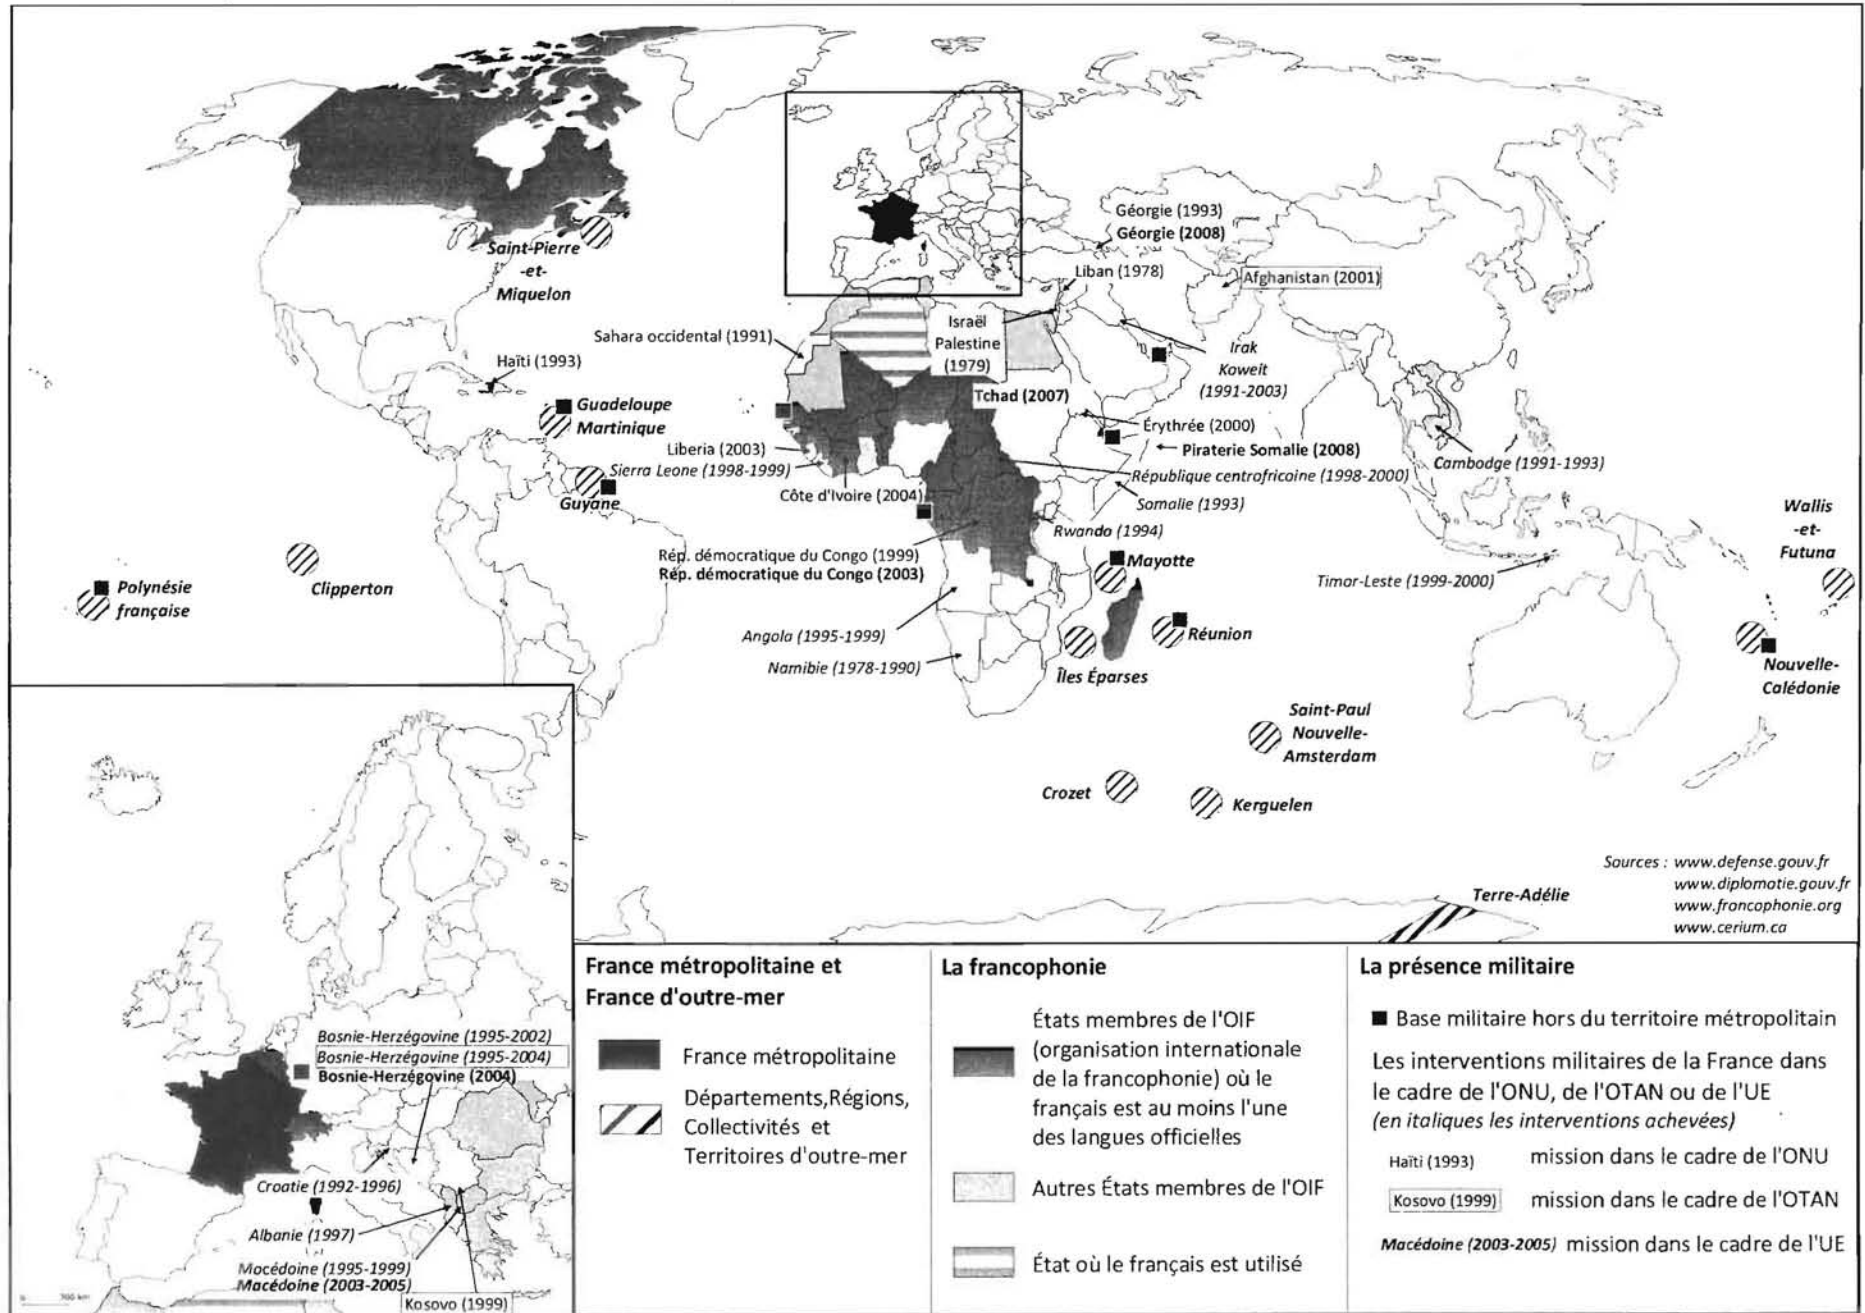 Géorgie (1993)
Géorgie (2008)
Saint-Pierre
-et-
Miquelon
Liban (1978)
Afghanistan (2001)
Sahara occidental (1991)
Israël
Palestine
(1979)
Irak
Koweit
(1991-2003)
Haïti (1993)
Tchad (2007)
Guadeloupe
Martinique
Érythrée (2000)
Liberia (2003)
Piraterie Somalie (2008)
Sierra Leone (1998-1999)
République centrofricoine (1998-2000)
Cambodge (1991-1993)
Côte d'Ivoire (2004)
Guyane
Somalie (1993)
Wallis
-et-
Futuna
Rwando (1994)
Rép. démocratique du Congo (1999)
Rép. démocratique du Congo (2003)
Mayotte
Timor-Leste (1999-2000)
Polynésie
française
Clipperton
Angola (1995-1999)
Réunion
Namibie (1978-1990)
Îles Éparses
Nouvelle-
Calédonie
Saint-Paul
Nouvelle-
Amsterdam
Crozet
Kerguelen
Sources : www.defense.gouv.fr
www.diplomotie.gouv.fr
www.froncophonie.org
www.cerium.ca
Terre-Adélie
Bosnie-Herzégovine (1995-2002)
Bosnie-Herzégovine (1995-2004)
Bosnie-Herzégovine (2004)
Croatie (1992-1996)
Albanie (1997)
Mocédoine (1995-1999)
Macédoine (2003-2005)
Kosovo (1999)
0 300 km
France métropolitaine et
France d'outre-mer
France métropolitaine
Départements,Régions,
Collectivités et
Territoires d'outre-mer
La francophonie
États membres de l'OIF
(organisation internationale
de la francophonie) où le
français est au moins l'une
des langues officielles
Autres États membres de l'OIF
État où le français est utilisé
La présence militaire
Base militaire hors du territoire métropolitain
Les interventions militaires de la France dans
le cadre de l'ONU, de l'OTAN ou de l'UE
(en italiques les interventions achevées)
Haïti (1993) mission dans le cadre de l'ONU
Kosovo (1999) mission dans le cadre de l'OTAN
Macédoine (2003-2005) mission dans le cadre de l'UE